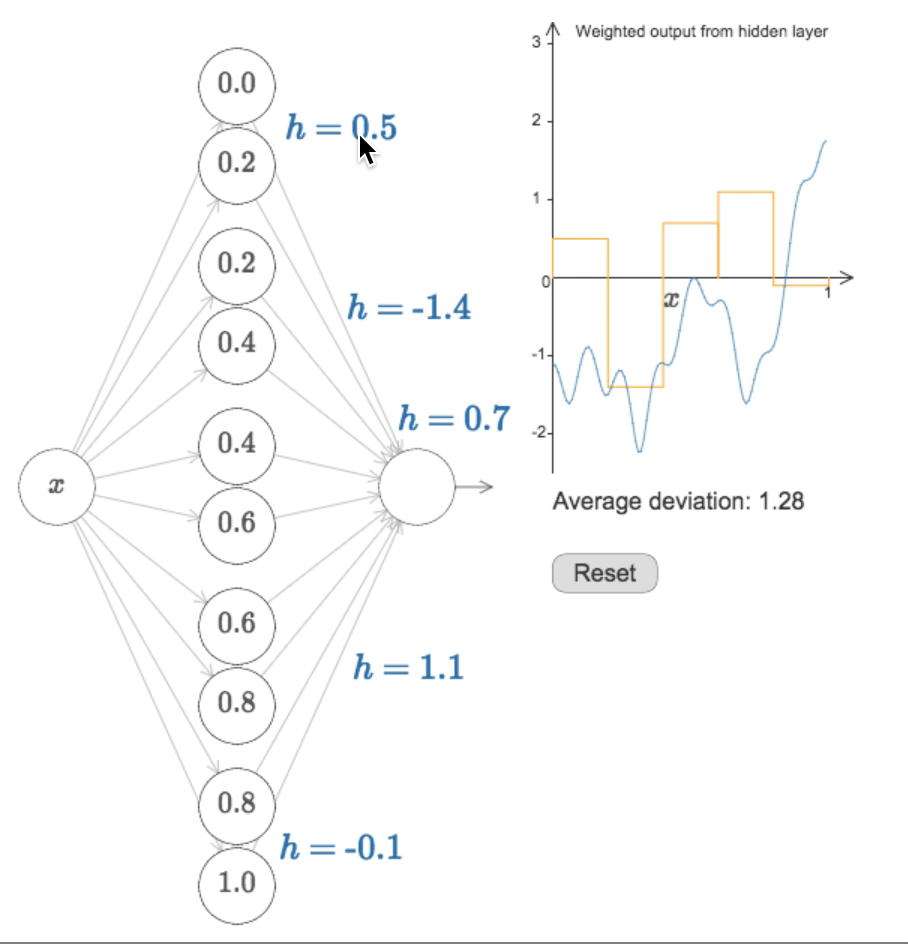 0.0
h = 0.5
0.2
0.2
h = -1.4
0.4
h = 0.7
0.4
x
0.6
0.6
h = 1.1
0.8
0.8
h = -0.1
1.0
Weighted output from hidden layer
3
2
1
0
x
1
-1
-2
Average deviation: 1.28
Reset